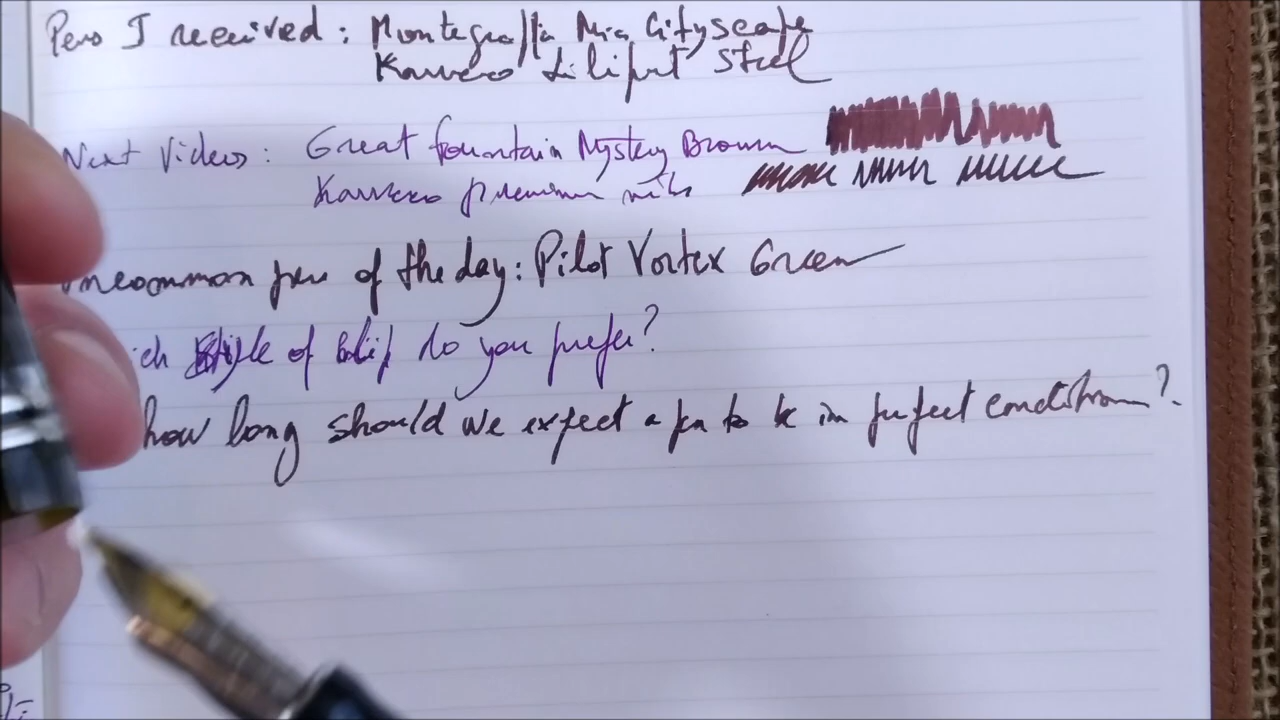 Pens I received : Montegrappa Mia Cityscape
Kaweco Liliput Steel
Next Videos : Great fountain Mystery Brown
Kaweco premium nibs
uncommon pen of the day : Pilot Vortex Green
ich style of clip do you prefer?
how long should we expect a pen to be in perfect condition?